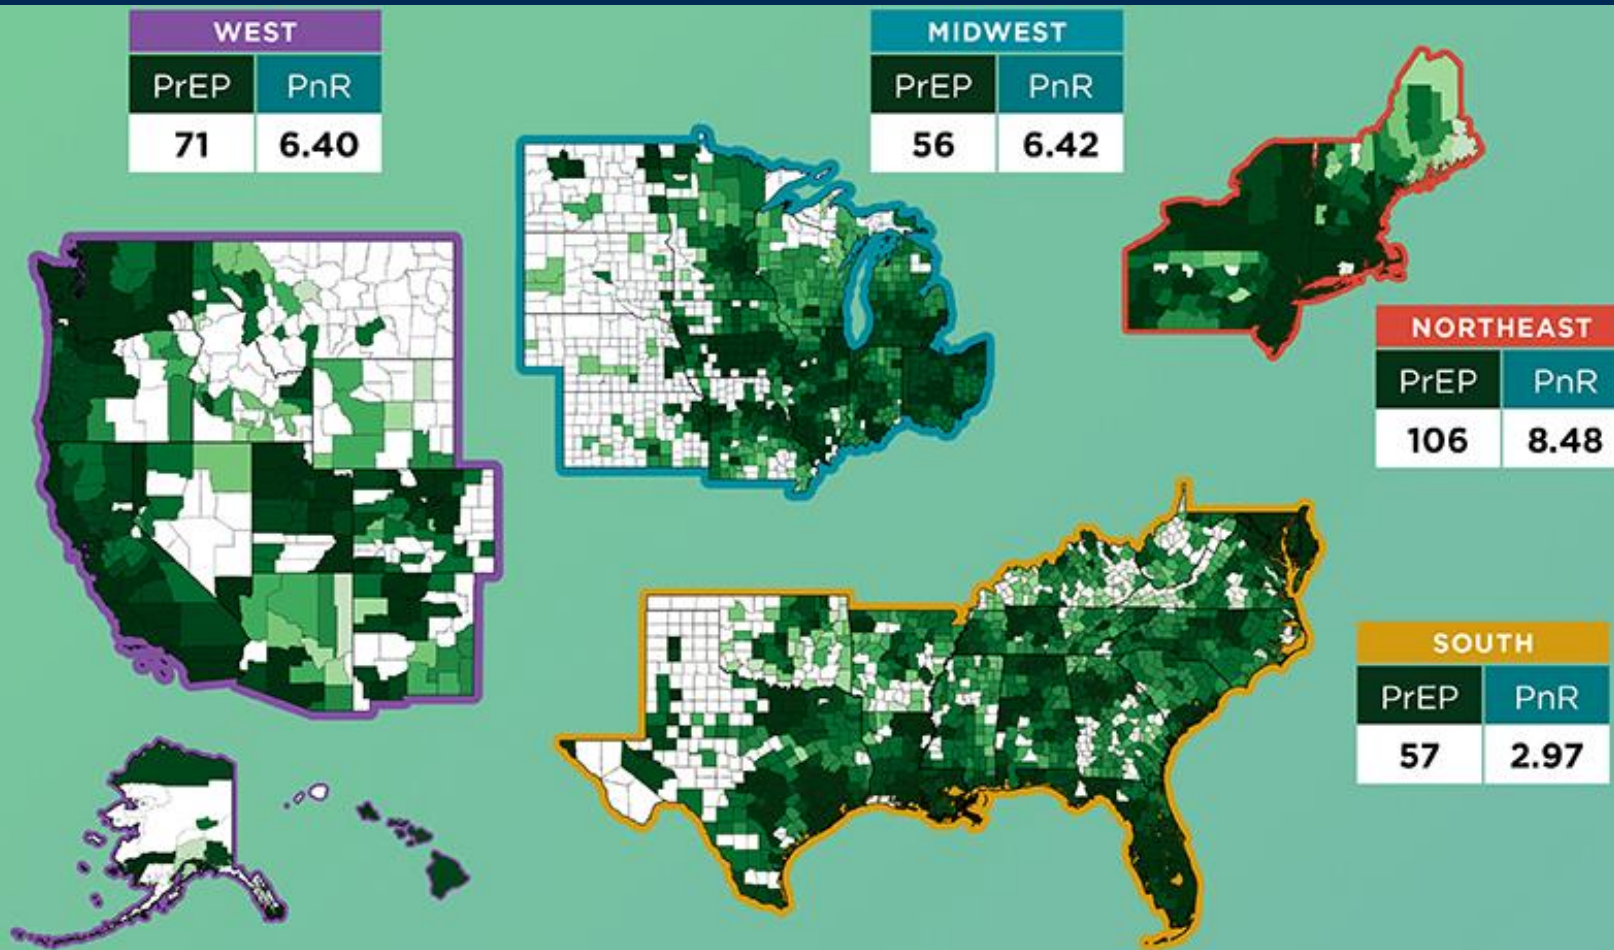 WEST
PrEP PnR
71 6.40
MIDWEST
PrEP PnR
56 6.42
NORTHEAST
PrEP PnR
106 8.48
SOUTH
PrEP PnR
57 2.97